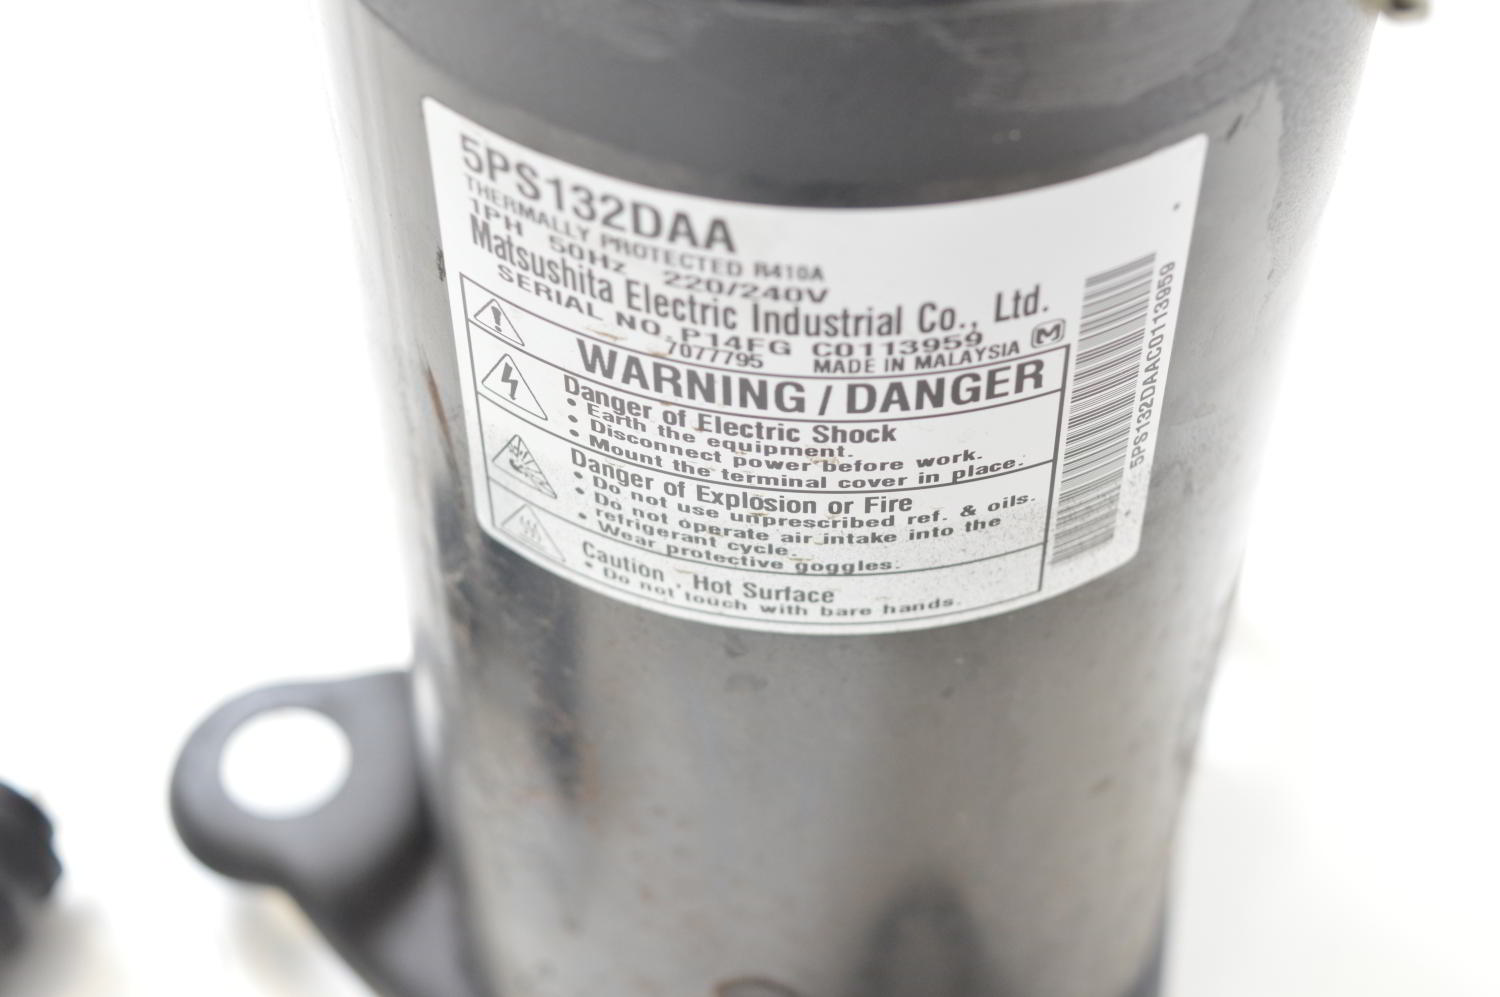 5PS132DAA
THERMALLY PROTECTED R410A
1PH 50Hz 220/240V
Matsushita Electric Industrial Co., Ltd.
SERIAL NO. P14FG C0113959
7077795 MADE IN MALAYSIA M
WARNING / DANGER
Danger of Electric Shock
• Earth the equipment.
• Disconnect power before work.
• Mount the terminal cover in place.
Danger of Explosion or Fire
• Do not use unprescribed ref. & oils.
• Do not operate air intake into the
refrigerant cycle.
• Wear protective goggles.
Caution . Hot Surface
• Do not touch with bare hands.
5PS132DAAC0113959